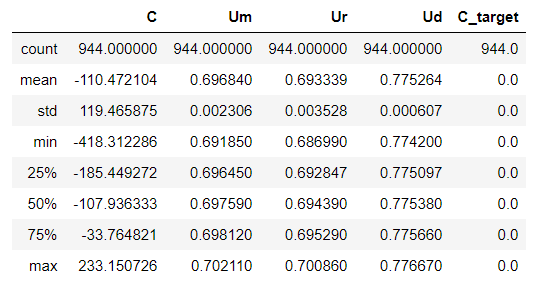 C Um Ur Ud C_target
count 944.000000 944.000000 944.000000 944.000000 944.0
mean -110.472104 0.696840 0.693339 0.775264 0.0
std 119.465875 0.002306 0.003528 0.000607 0.0
min -418.312286 0.691850 0.686990 0.774200 0.0
25% -185.449272 0.696450 0.692847 0.775097 0.0
50% -107.936333 0.697590 0.694390 0.775380 0.0
75% -33.764821 0.698120 0.695290 0.775660 0.0
max 233.150726 0.702110 0.700860 0.776670 0.0